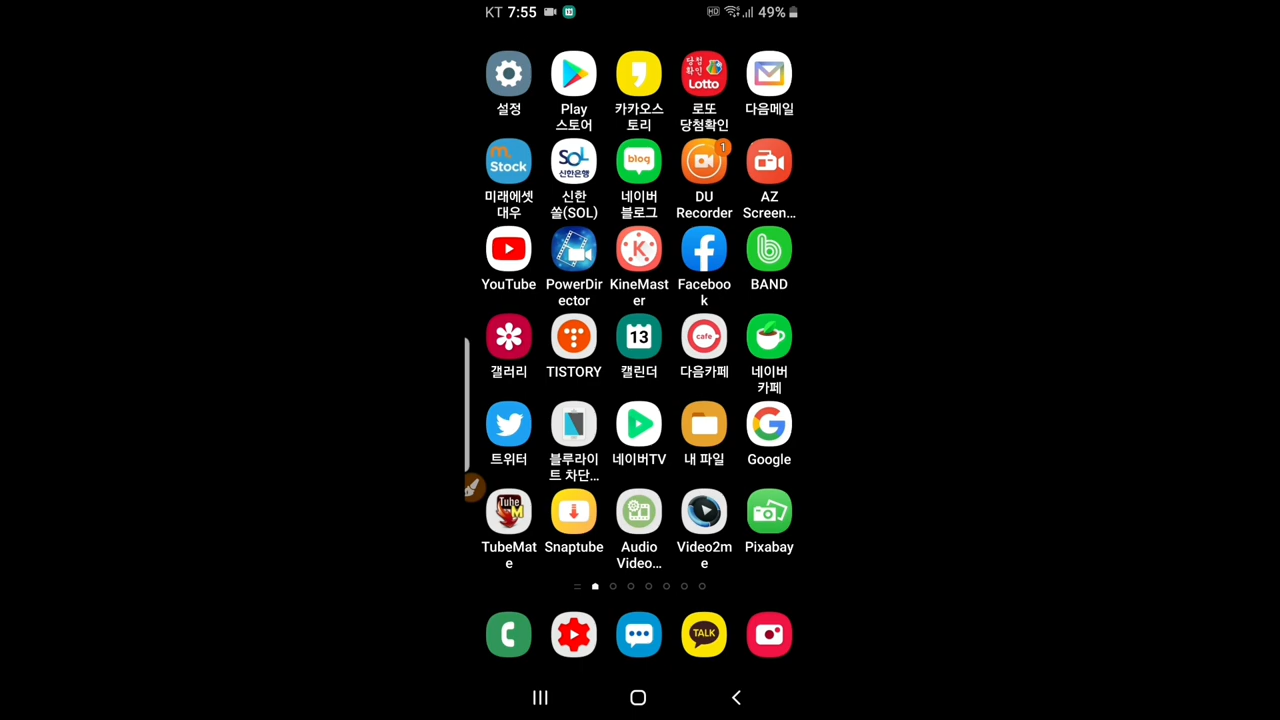 KT 7:55
HD 49%
당첨
확인
Lotto
설정
Play
스토어
카카오스
토리
로또
당첨확인
다음메일
m.
Stock
SOL
신한은행
blog
1
미래에셋
대우
신한
쏠(SOL)
네이버
블로그
DU
Recorder
AZ
Screen...
K
YouTube
PowerDir
ector
KineMast
er
Faceboo
k
BAND
13
cafe
갤러리
TISTORY
캘린더
다음카페
네이버
카페
트위터
블루라이
트 차단...
네이버TV
내 파일
Google
Tube
M
TubeMat
e
Snaptube
Audio
Video...
Video2m
e
Pixabay
TALK